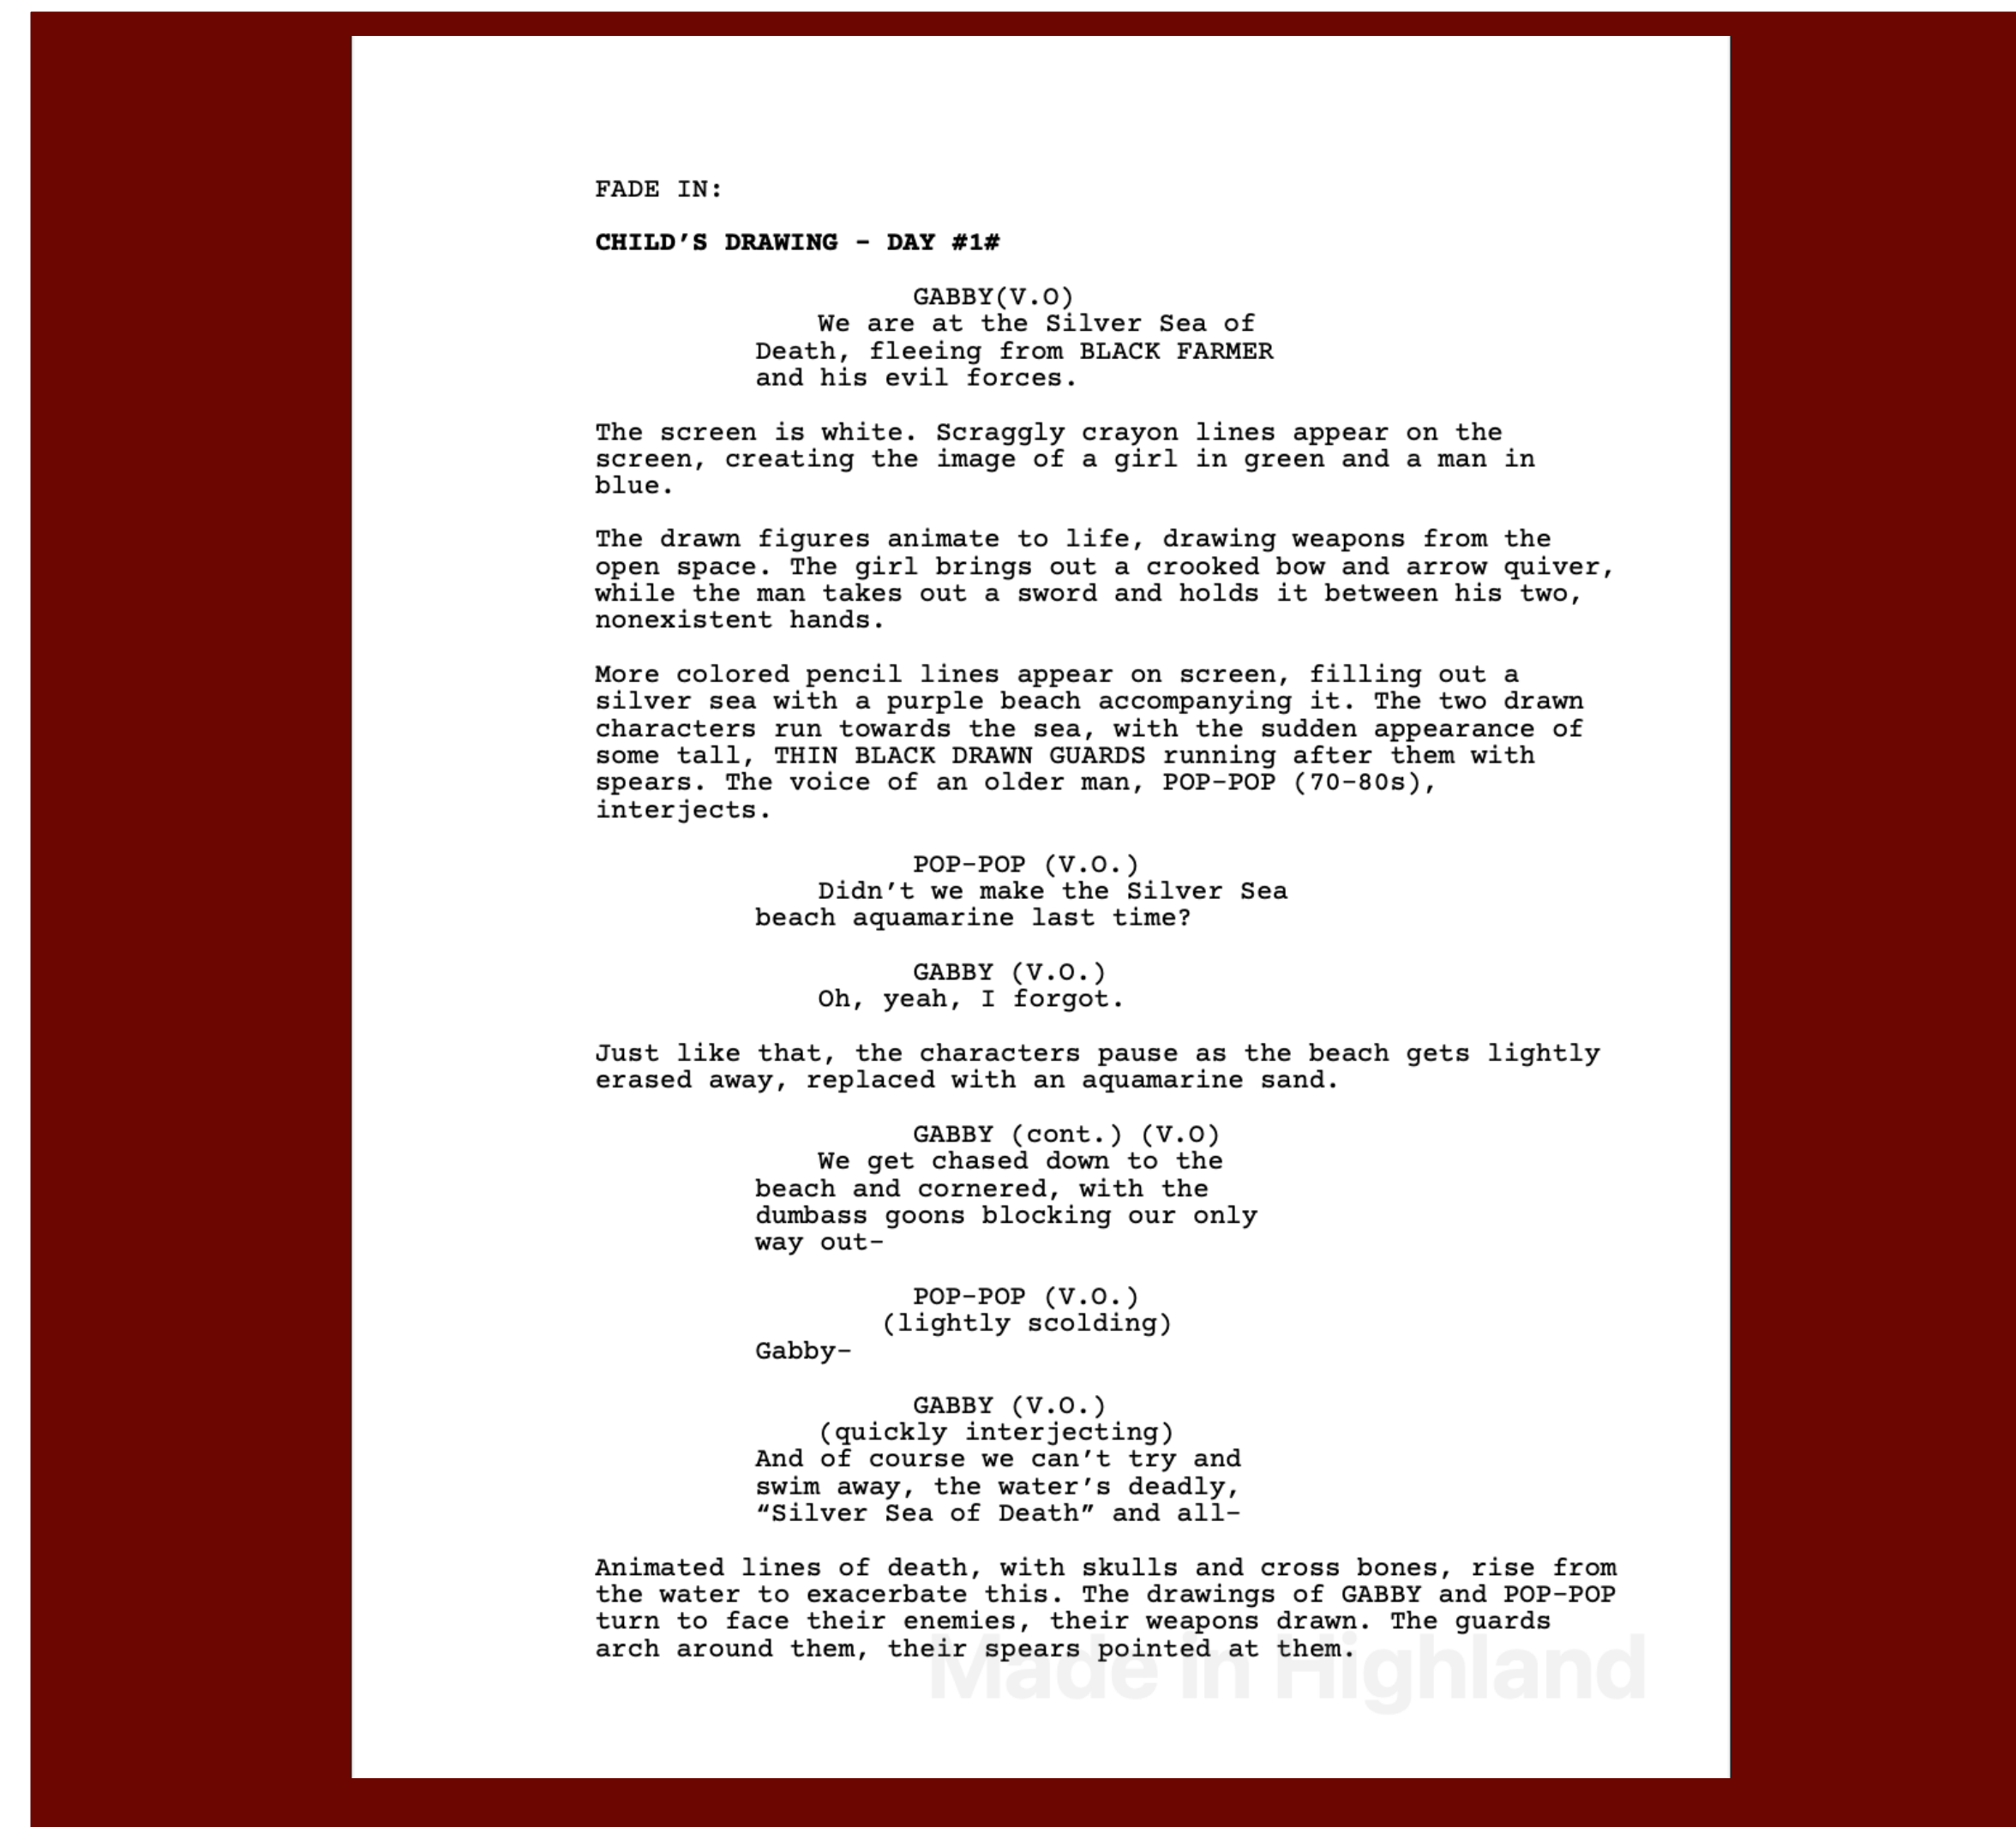 FADE IN:
CHILD’S DRAWING – DAY #1#
GABBY(V.O)
We are at the Silver Sea of
Death, fleeing from BLACK FARMER
and his evil forces.
The screen is white. Scraggly crayon lines appear on the
screen, creating the image of a girl in green and a man in
blue.
The drawn figures animate to life, drawing weapons from the
open space. The girl brings out a crooked bow and arrow quiver,
while the man takes out a sword and holds it between his two,
nonexistent hands.
More colored pencil lines appear on screen, filling out a
silver sea with a purple beach accompanying it. The two drawn
characters run towards the sea, with the sudden appearance of
some tall, THIN BLACK DRAWN GUARDS running after them with
spears. The voice of an older man, POP-POP (70-80s),
interjects.
POP-POP (V.O.)
Didn’t we make the Silver Sea
beach aquamarine last time?
GABBY (V.O.)
Oh, yeah, I forgot.
Just like that, the characters pause as the beach gets lightly
erased away, replaced with an aquamarine sand.
GABBY (cont.) (V.O)
We get chased down to the
beach and cornered, with the
dumbass goons blocking our only
way out-
POP-POP (V.O.)
(lightly scolding)
Gabby-
GABBY (V.O.)
(quickly interjecting)
And of course we can’t try and
swim away, the water’s deadly,
“Silver Sea of Death” and all-
Animated lines of death, with skulls and cross bones, rise from
the water to exacerbate this. The drawings of GABBY and POP-POP
turn to face their enemies, their weapons drawn. The guards
arch around them, their spears pointed at them.
Made in Highland